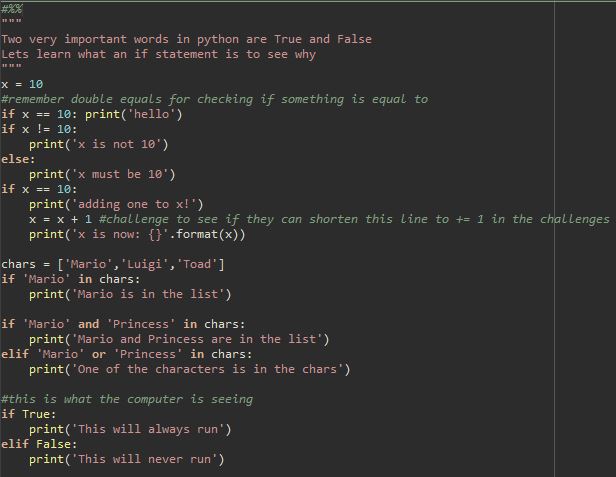 #%%
"""
Two very important words in python are True and False
Lets learn what an if statement is to see why
"""
x = 10
#remember double equals for checking if something is equal to
if x == 10: print('hello')
if x != 10:
    print('x is not 10')
else:
    print('x must be 10')
if x == 10:
    print('adding one to x!')
    x = x + 1 #challenge to see if they can shorten this line to += 1 in the challenges
    print('x is now: {}'.format(x))

chars = ['Mario','Luigi','Toad']
if 'Mario' in chars:
    print('Mario is in the list')

if 'Mario' and 'Princess' in chars:
    print('Mario and Princess are in the list')
elif 'Mario' or 'Princess' in chars:
    print('One of the characters is in the chars')

#this is what the computer is seeing
if True:
    print('This will always run')
elif False:
    print('This will never run')